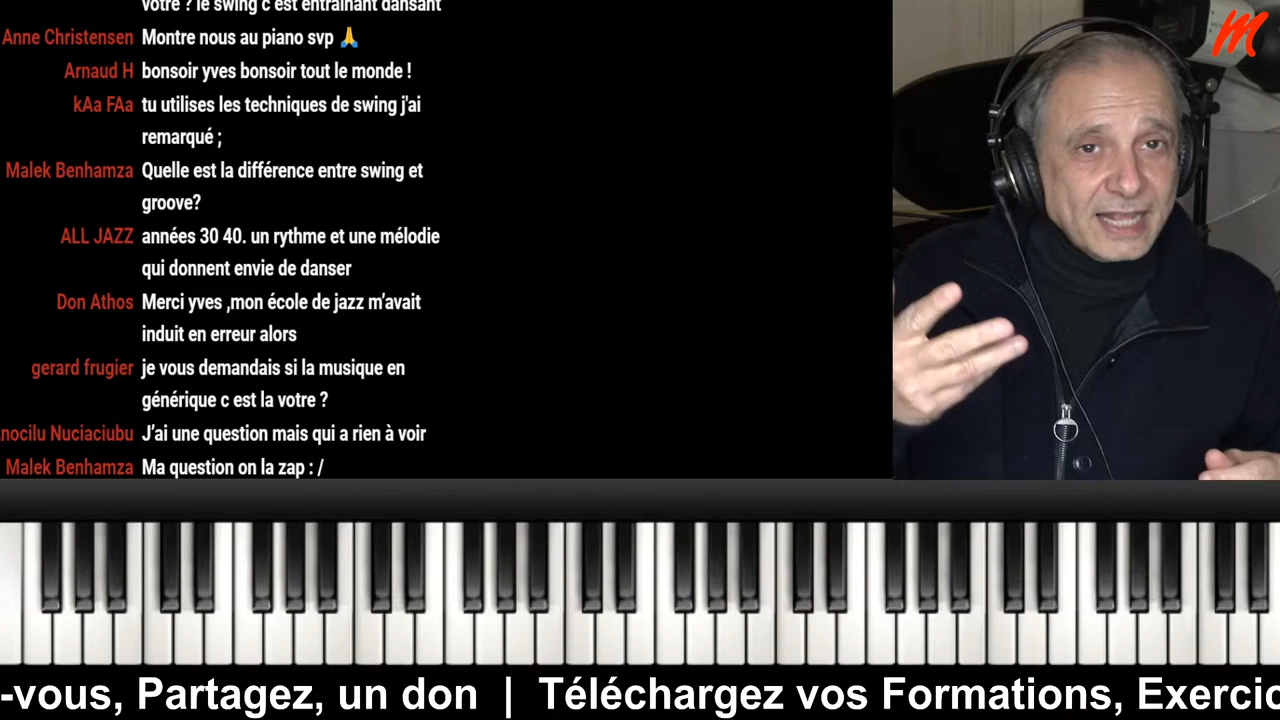 votre ? le swing c est entrainant dansant
Anne Christensen Montre nous au piano svp 🙏
Arnaud H bonsoir yves bonsoir tout le monde !
kAa FAa tu utilises les techniques de swing j'ai
remarqué ;
Malek Benhamza Quelle est la différence entre swing et
groove?
ALL JAZZ années 30 40. un rythme et une mélodie
qui donnent envie de danser
Don Athos Merci yves ,mon école de jazz m'avait
induit en erreur alors
gerard frugier je vous demandais si la musique en
générique c est la votre ?
nocilu Nuciaciubu J'ai une question mais qui a rien à voir
Malek Benhamza Ma question on la zap : /
M
-vous, Partagez, un don | Téléchargez vos Formations, Exercic